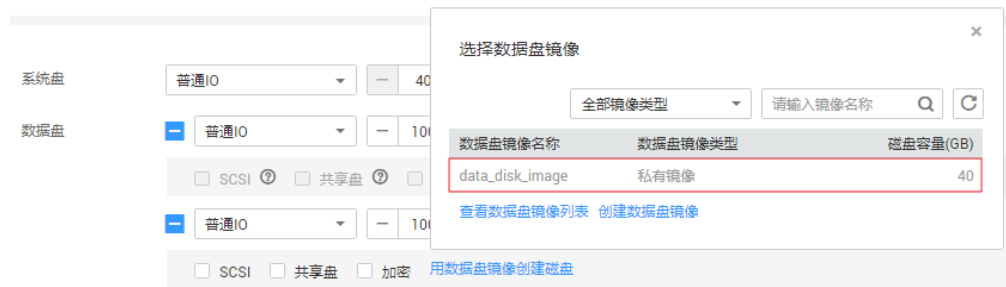 选择数据盘镜像
系统盘 普通IO 40
全部镜像类型 请输入镜像名称
数据盘 普通IO 100
数据盘镜像名称 数据盘镜像类型 磁盘容量(GB)
SCSI 共享盘
data_disk_image 私有镜像 40
查看数据盘镜像列表 创建数据盘镜像
普通IO 100
SCSI 共享盘 加密 用数据盘镜像创建磁盘